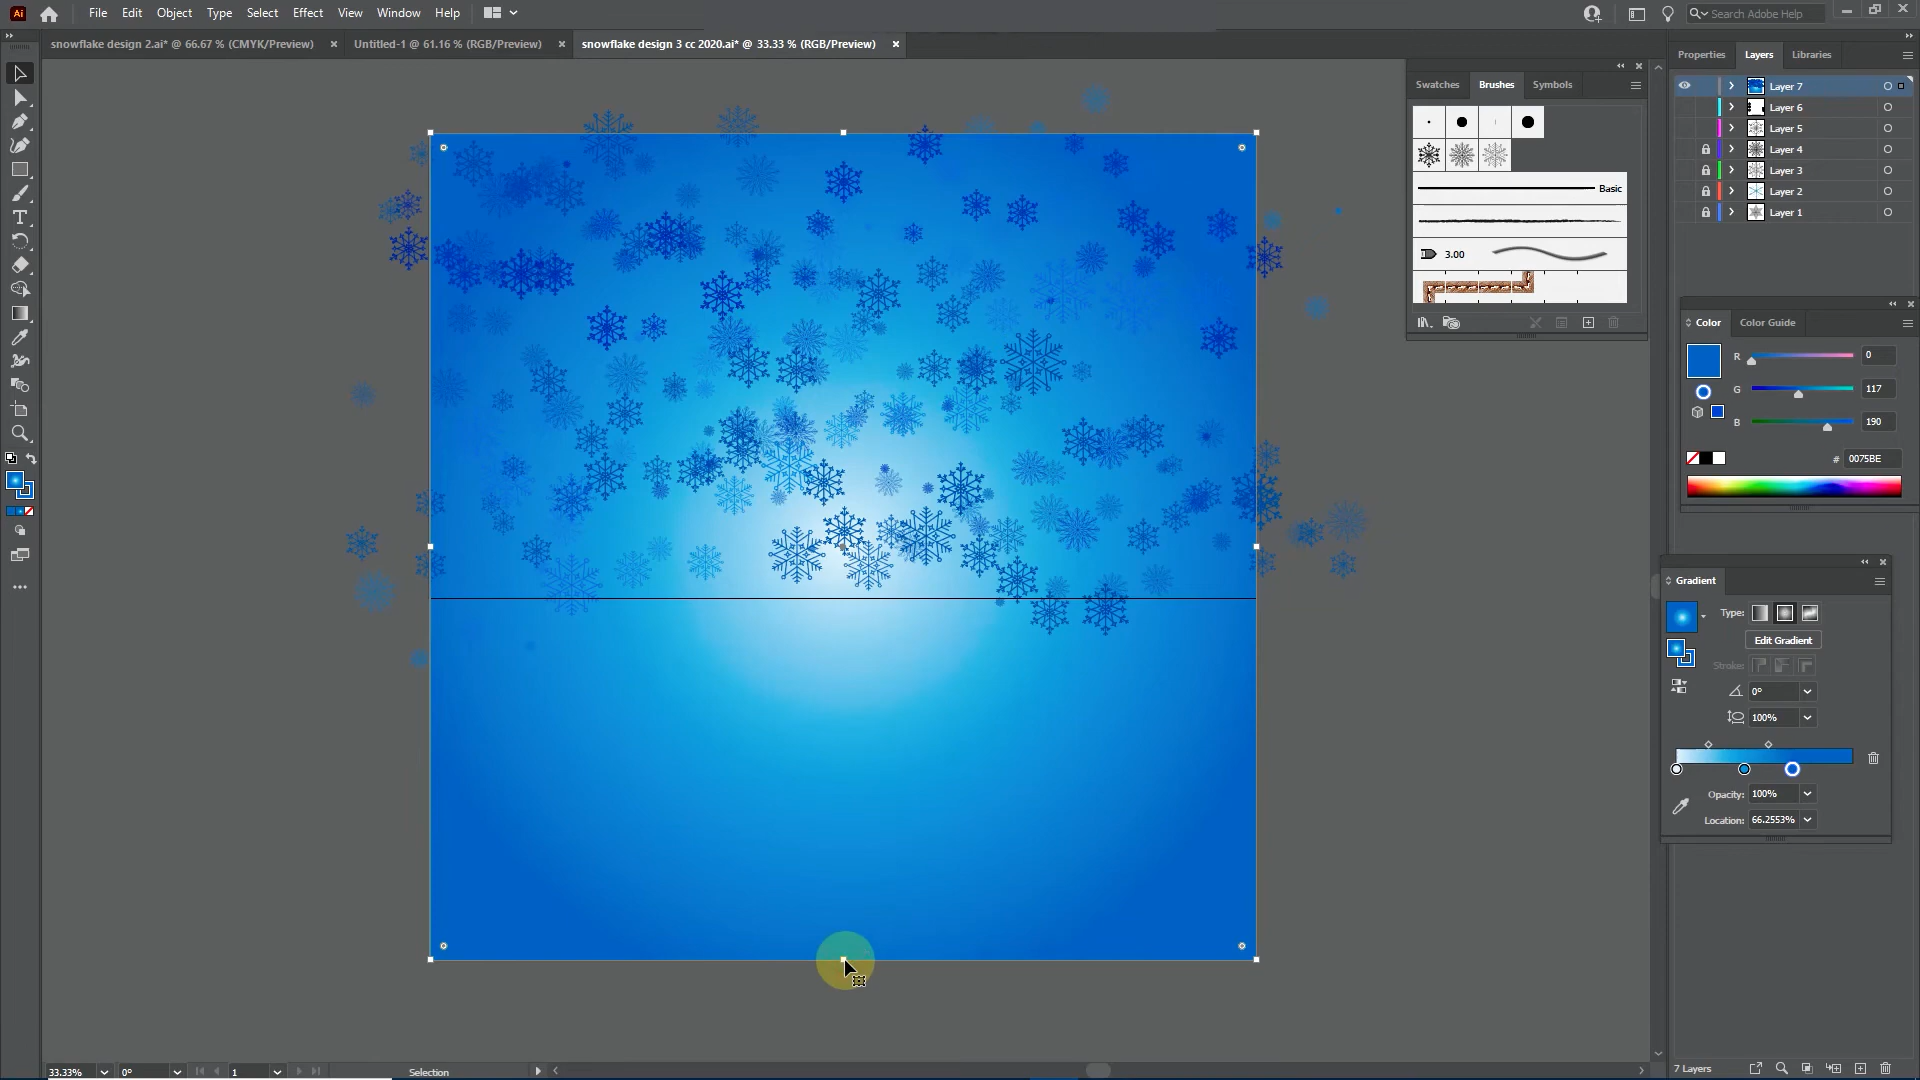 Ai File Edit Object Type Select Effect View Window Help Search Adobe Help
snowflake design 2.ai* @ 66.67 % (CMYK/Preview) × Untitled-1 @ 61.16 % (RGB/Preview) × snowflake design 3 cc 2020.ai* @ 33.33 % (RGB/Preview) ×
Properties Layers Libraries
Layer 7
Layer 6
Layer 5
Layer 4
Layer 3
Layer 2
Layer 1
Swatches Brushes Symbols
Basic
3.00
Color Color Guide
R 0
G 117
B 190
# 0075BE
Gradient
Type:
Edit Gradient
Stroke:
0°
100%
Opacity: 100%
Location: 66.2553%
33.33% 0° 1 Selection
7 Layers